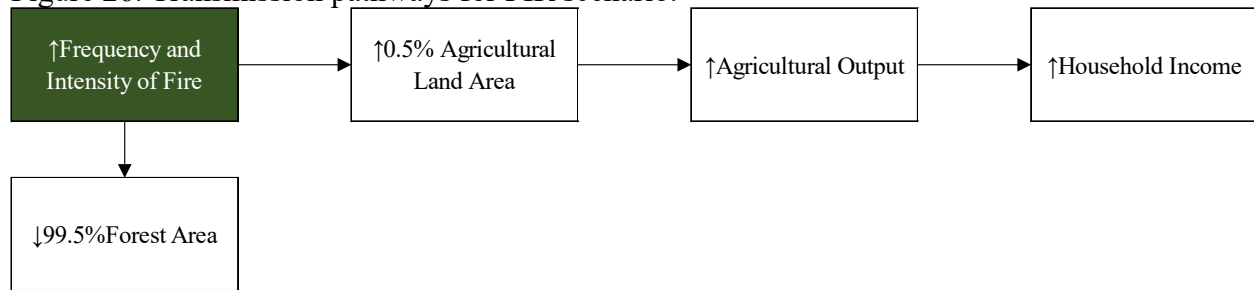 ↑Frequency and
Intensity of Fire
↑0.5% Agricultural
Land Area
↑Agricultural Output
↑Household Income
↓99.5%Forest Area